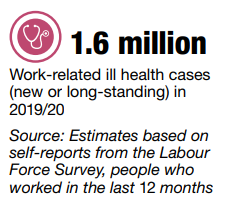 1.6 million
Work-related ill health cases
(new or long-standing) in
2019/20
Source: Estimates based on
self-reports from the Labour
Force Survey, people who
worked in the last 12 months